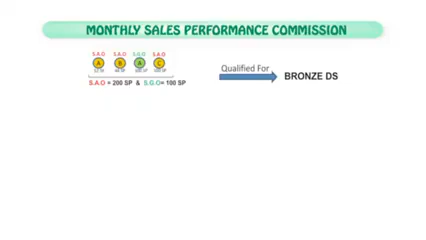 MONTHLY SALES PERFORMANCE COMMISSION
S.A.O S.A.O S.G.O S.A.O
A B A C
Qualified For
BRONZE DS
S.A.O = 200 SP & S.G.O= 100 SP